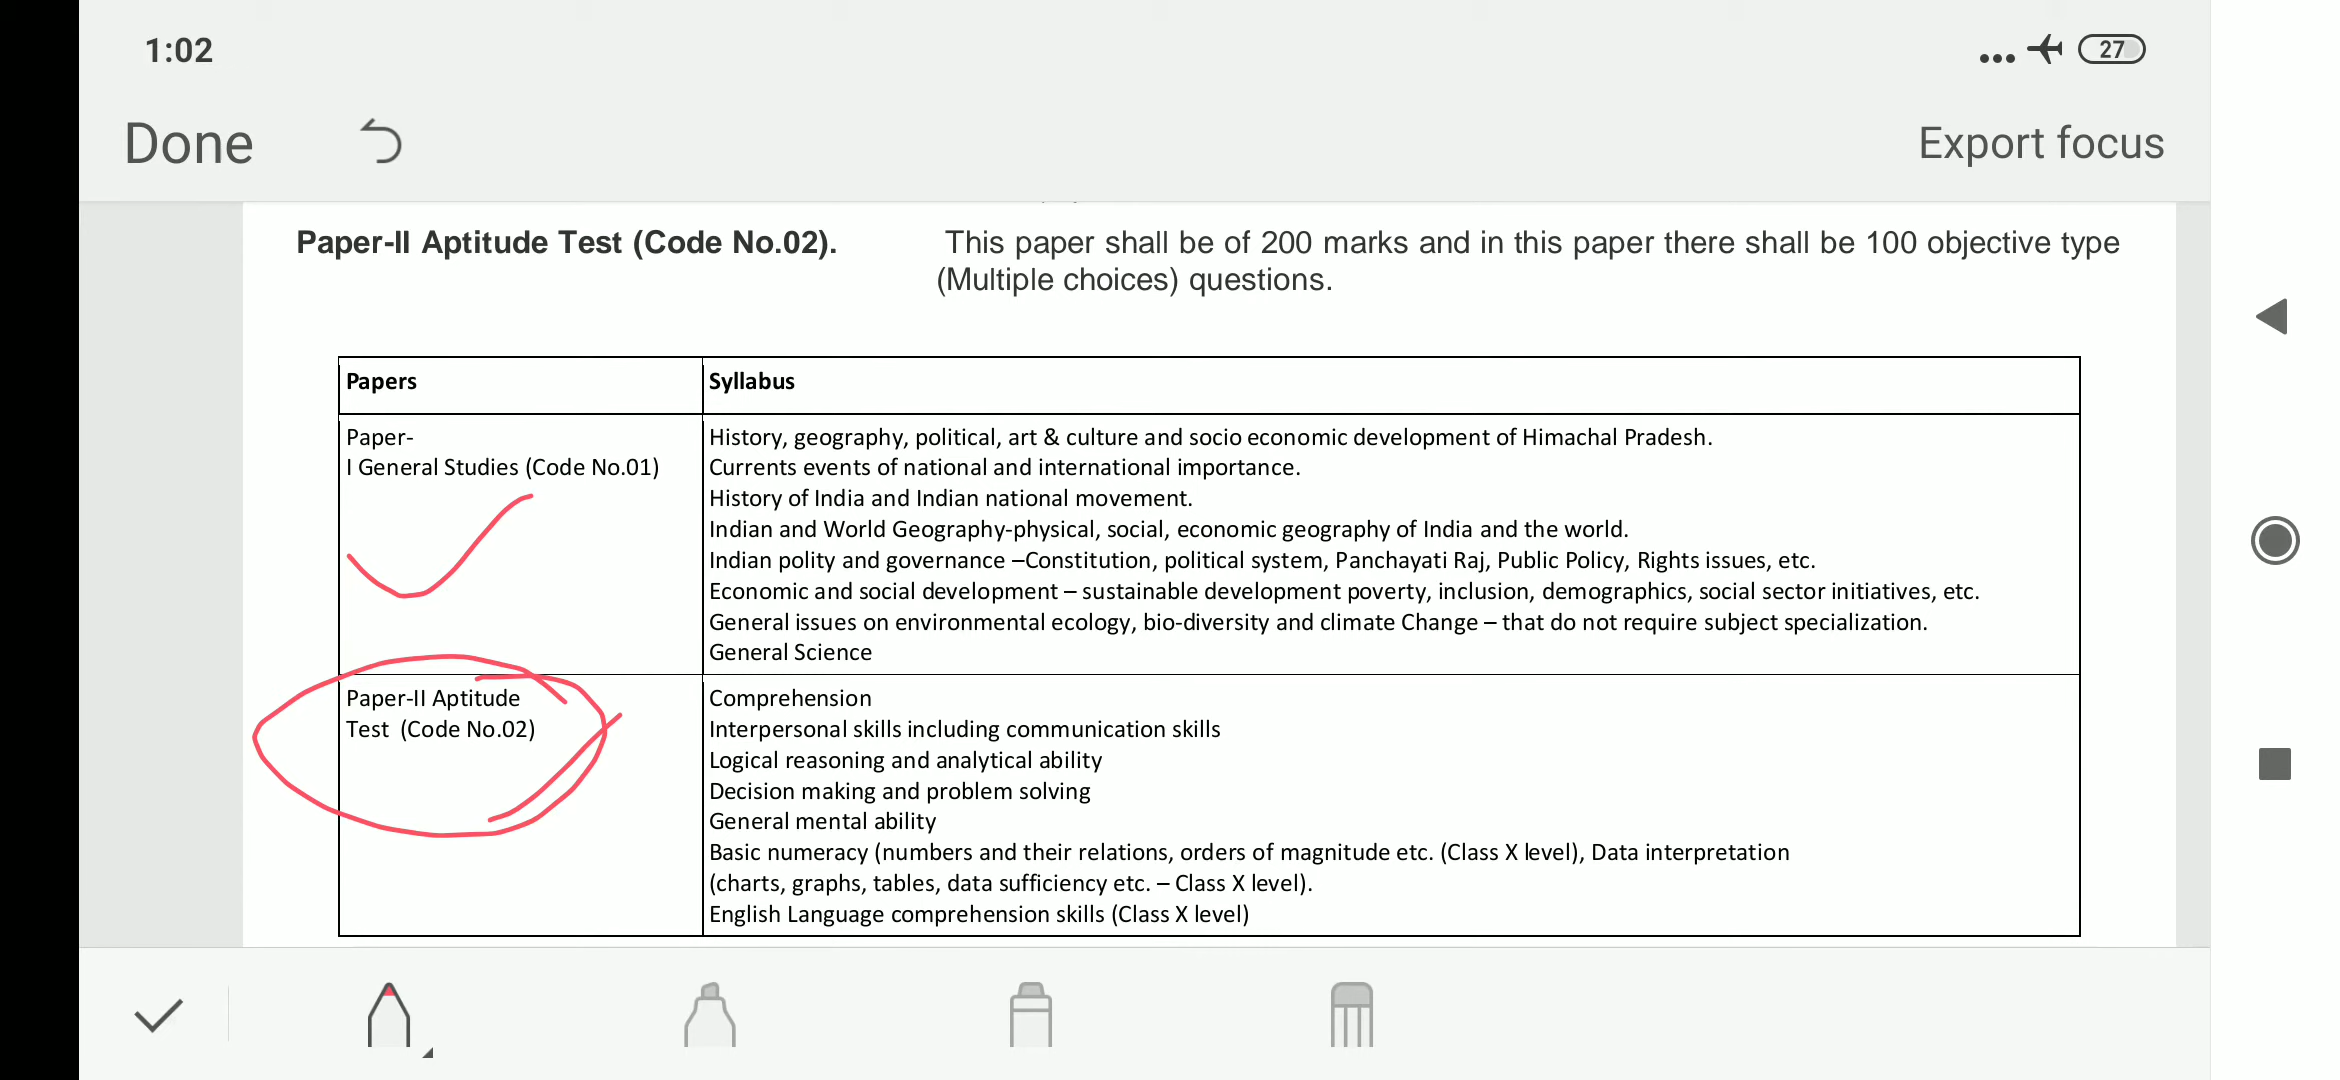 1:02
27
Done
Export focus
Paper-II Aptitude Test (Code No.02). This paper shall be of 200 marks and in this paper there shall be 100 objective type
(Multiple choices) questions.
Papers
Syllabus
Paper-
I General Studies (Code No.01)
History, geography, political, art & culture and socio economic development of Himachal Pradesh.
Currents events of national and international importance.
History of India and Indian national movement.
Indian and World Geography-physical, social, economic geography of India and the world.
Indian polity and governance –Constitution, political system, Panchayati Raj, Public Policy, Rights issues, etc.
Economic and social development – sustainable development poverty, inclusion, demographics, social sector initiatives, etc.
General issues on environmental ecology, bio-diversity and climate Change – that do not require subject specialization.
General Science
Paper-II Aptitude
Test (Code No.02)
Comprehension
Interpersonal skills including communication skills
Logical reasoning and analytical ability
Decision making and problem solving
General mental ability
Basic numeracy (numbers and their relations, orders of magnitude etc. (Class X level), Data interpretation
(charts, graphs, tables, data sufficiency etc. – Class X level).
English Language comprehension skills (Class X level)